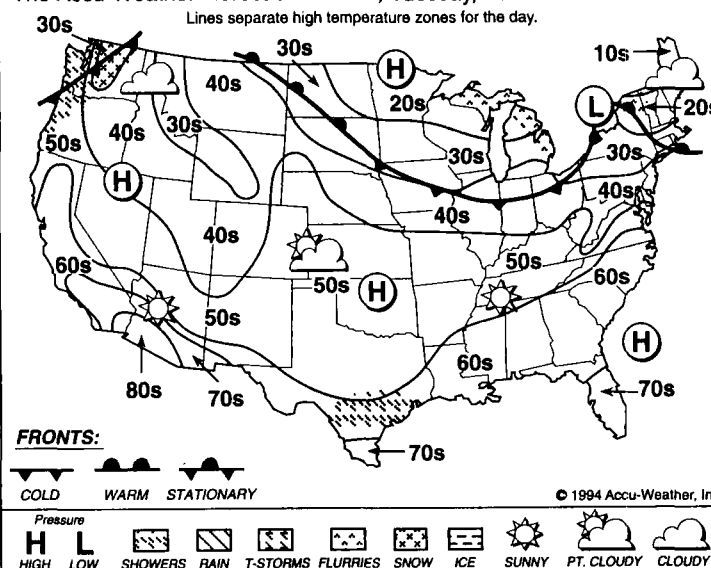 Lines separate high temperature zones for the day.
30s
30s
10s
40s
20s
20s
50s
40s
30s
30s
30s
40s
40s
40s
60s
50s
50s
50s
60s
60s
80s
70s
70s
70s
H
H
H
H
L
FRONTS:
COLD WARM STATIONARY
© 1994 Accu-Weather, In
Pressure
H L
HIGH LOW SHOWERS RAIN T-STORMS FLURRIES SNOW ICE SUNNY PT. CLOUDY CLOUDY